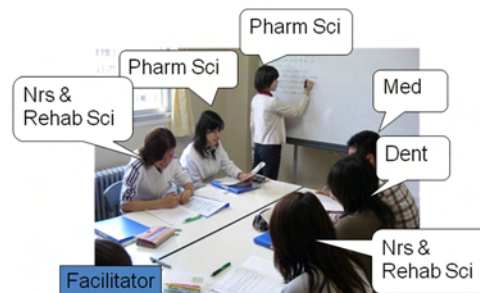 Pharm Sci
Pharm Sci
Nrs &
Rehab Sci
Med
Dent
Nrs &
Rehab Sci
Facilitator